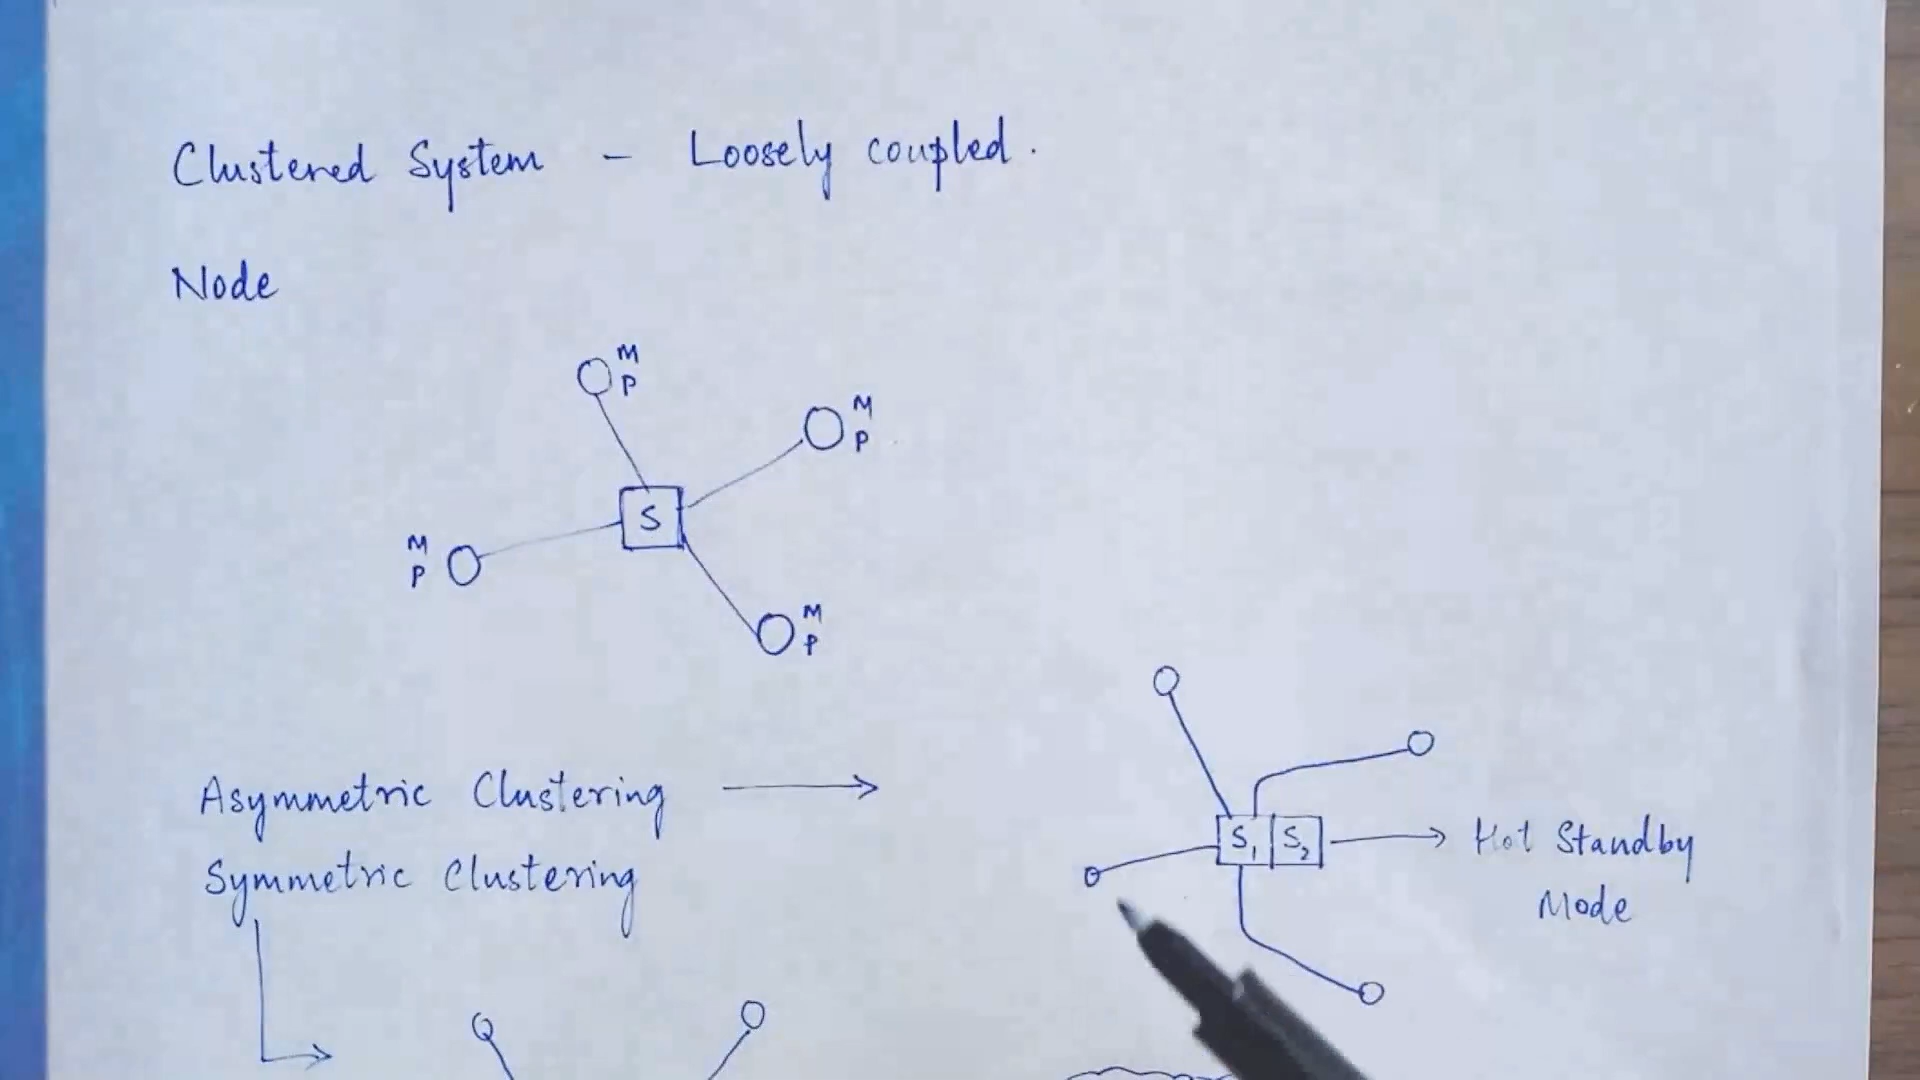 Clustered System - Loosely coupled.
Node
M
P
M
P
S
M
P
M
P
Asymmetric Clustering
S1 S2
Hot Standby
Mode
Symmetric Clustering